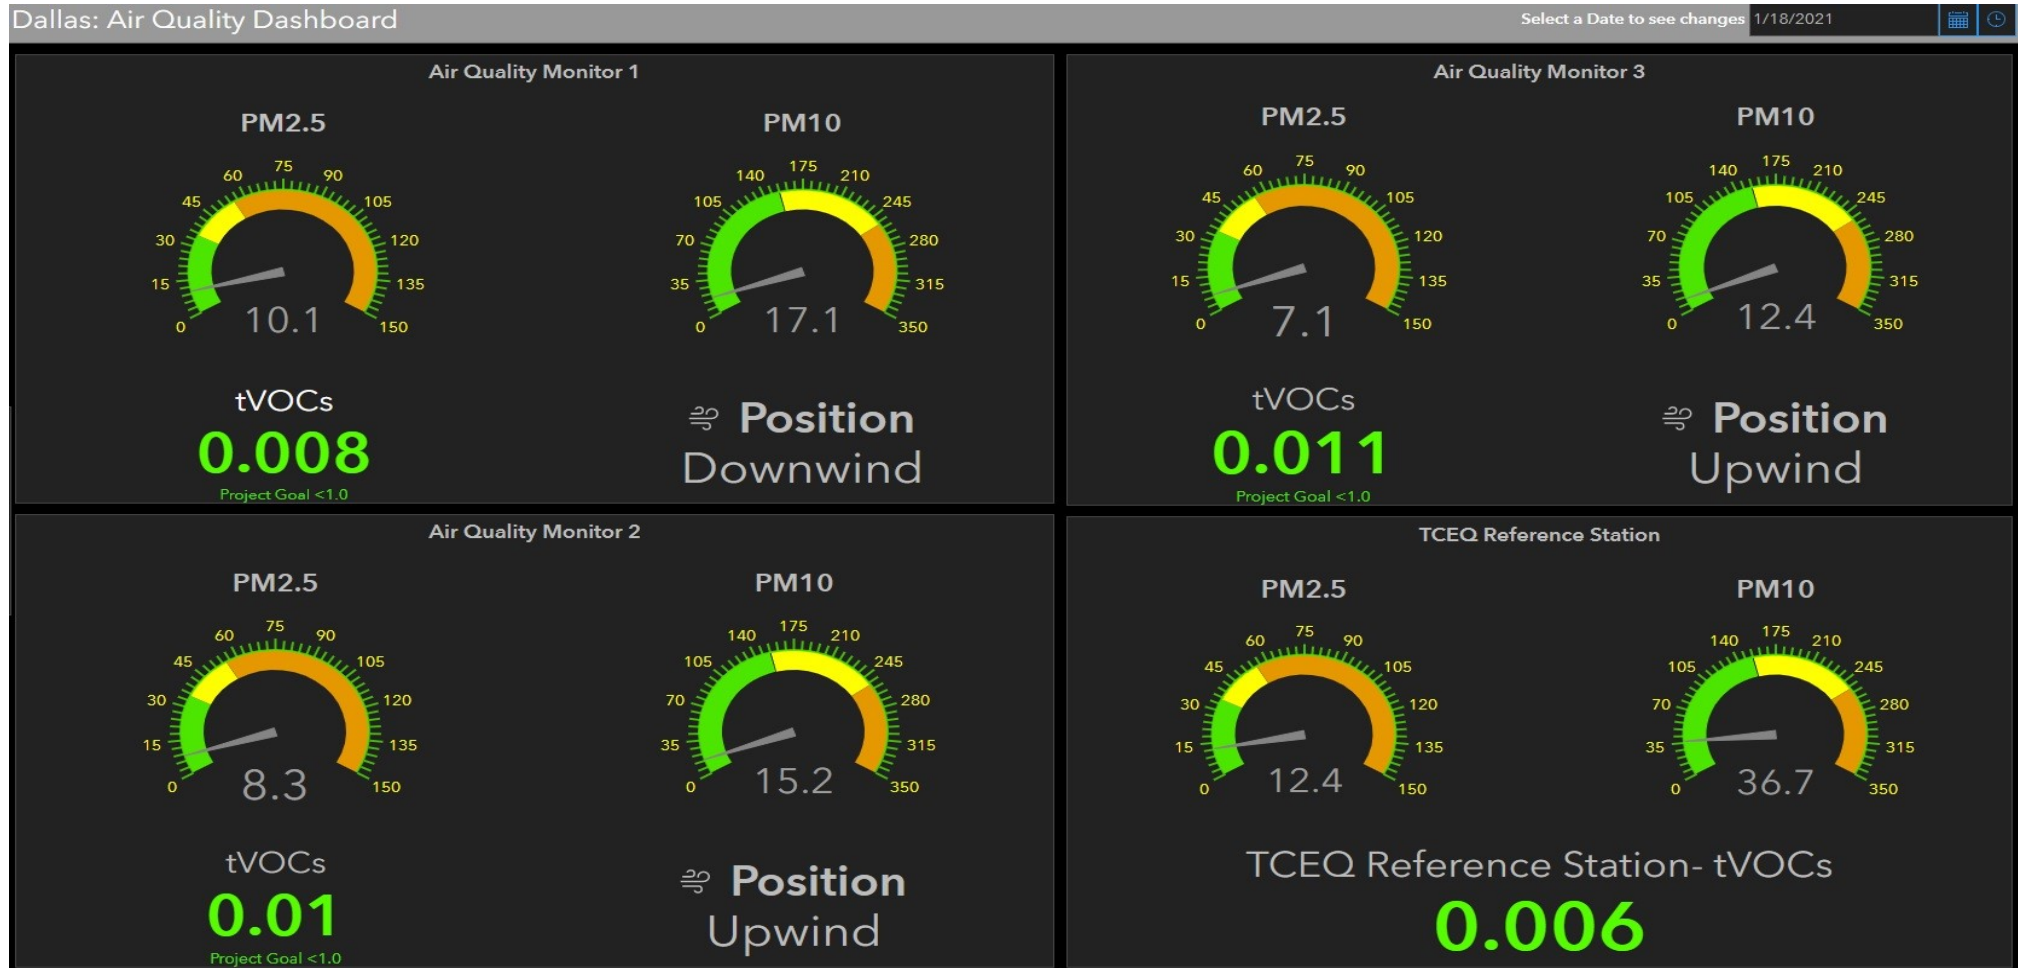 Dallas: Air Quality Dashboard
Select a Date to see changes 1/18/2021
Air Quality Monitor 1
PM2.5
0 15 30 45 60 75 90 105 120 135 150
10.1
PM10
0 35 70 105 140 175 210 245 280 315 350
17.1
tVOCs
0.008
Project Goal <1.0
Position
Downwind
Air Quality Monitor 3
PM2.5
0 15 30 45 60 75 90 105 120 135 150
7.1
PM10
0 35 70 105 140 175 210 245 280 315 350
12.4
tVOCs
0.011
Project Goal <1.0
Position
Upwind
Air Quality Monitor 2
PM2.5
0 15 30 45 60 75 90 105 120 135 150
8.3
PM10
0 35 70 105 140 175 210 245 280 315 350
15.2
tVOCs
0.01
Project Goal <1.0
Position
Upwind
TCEQ Reference Station
PM2.5
0 15 30 45 60 75 90 105 120 135 150
12.4
PM10
0 35 70 105 140 175 210 245 280 315 350
36.7
TCEQ Reference Station- tVOCs
0.006